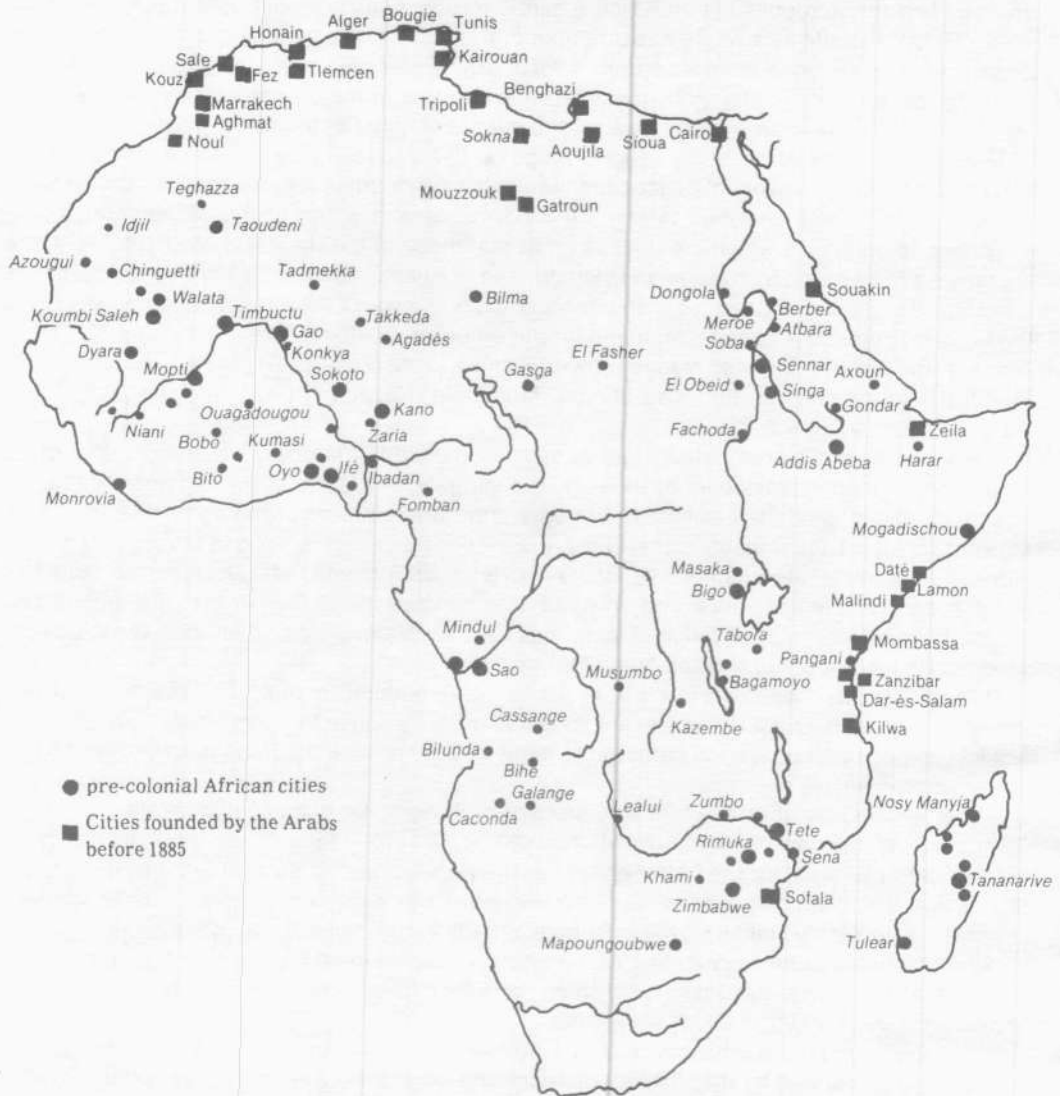 Bougie
Tunis
Alger
Honain
Sale
Kairouan
Kouz
Fez
Tlemcen
Benghazi
Marrakech
Tripoli
Aghmat
Sokna
Sioua
Cairo
Noul
Aoujila
Mouzzouk
Teghazza
Gatroun
Idjil
Taoudeni
Azougui
Chinguetti
Tadmekka
Walata
Bilma
Dongola
Souakin
Koumbi Saleh
Timbuctu
Takkeda
Meroe
Berber
Gao
Atbara
Dyara
Konkya
Agadès
Soba
Mopti
El Fasher
Sennar
Sokoto
Gasga
Axoun
El Obeid
Singa
Ouagadougou
Kano
Gondar
Niani
Zaria
Fachoda
Zeila
Bobo
Kumasi
Addis Abeba
Harar
Bito
Oyo
Ifé
Ibadan
Monrovia
Fomban
Mogadischou
Masaka
Daté
Bigo
Lamon
Malindi
Mindul
Tabola
Mombassa
Sao
Musumbo
Pangani
Bagamoyo
Zanzibar
Dar-ès-Salam
Cassange
Kazembe
Kilwa
Bilunda
Bihe
pre-colonial African cities
Galange
Nosy Manyja
Caconda
Lealui
Zumbo
Cities founded by the Arabs
before 1885
Tete
Rimuka
Sena
Khami
Tananarive
Zimbabwe
Sofala
Mapoungoubwe
Tulear